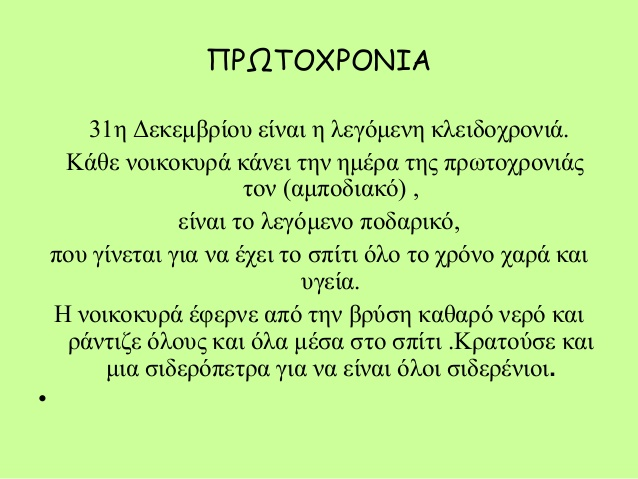 ΠΡΩΤΟΧΡΟΝΙΑ
31η Δεκεμβρίου είναι η λεγόμενη κλειδοχρονιά.
Κάθε νοικοκυρά κάνει την ημέρα της πρωτοχρονιάς
τον (αμποδιακό) ,
είναι το λεγόμενο ποδαρικό,
που γίνεται για να έχει το σπίτι όλο το χρόνο χαρά και
υγεία.
Η νοικοκυρά έφερνε από την βρύση καθαρό νερό και
ράντιζε όλους και όλα μέσα στο σπίτι .Κρατούσε και
μια σιδερόπετρα για να είναι όλοι σιδερένιοι.
•